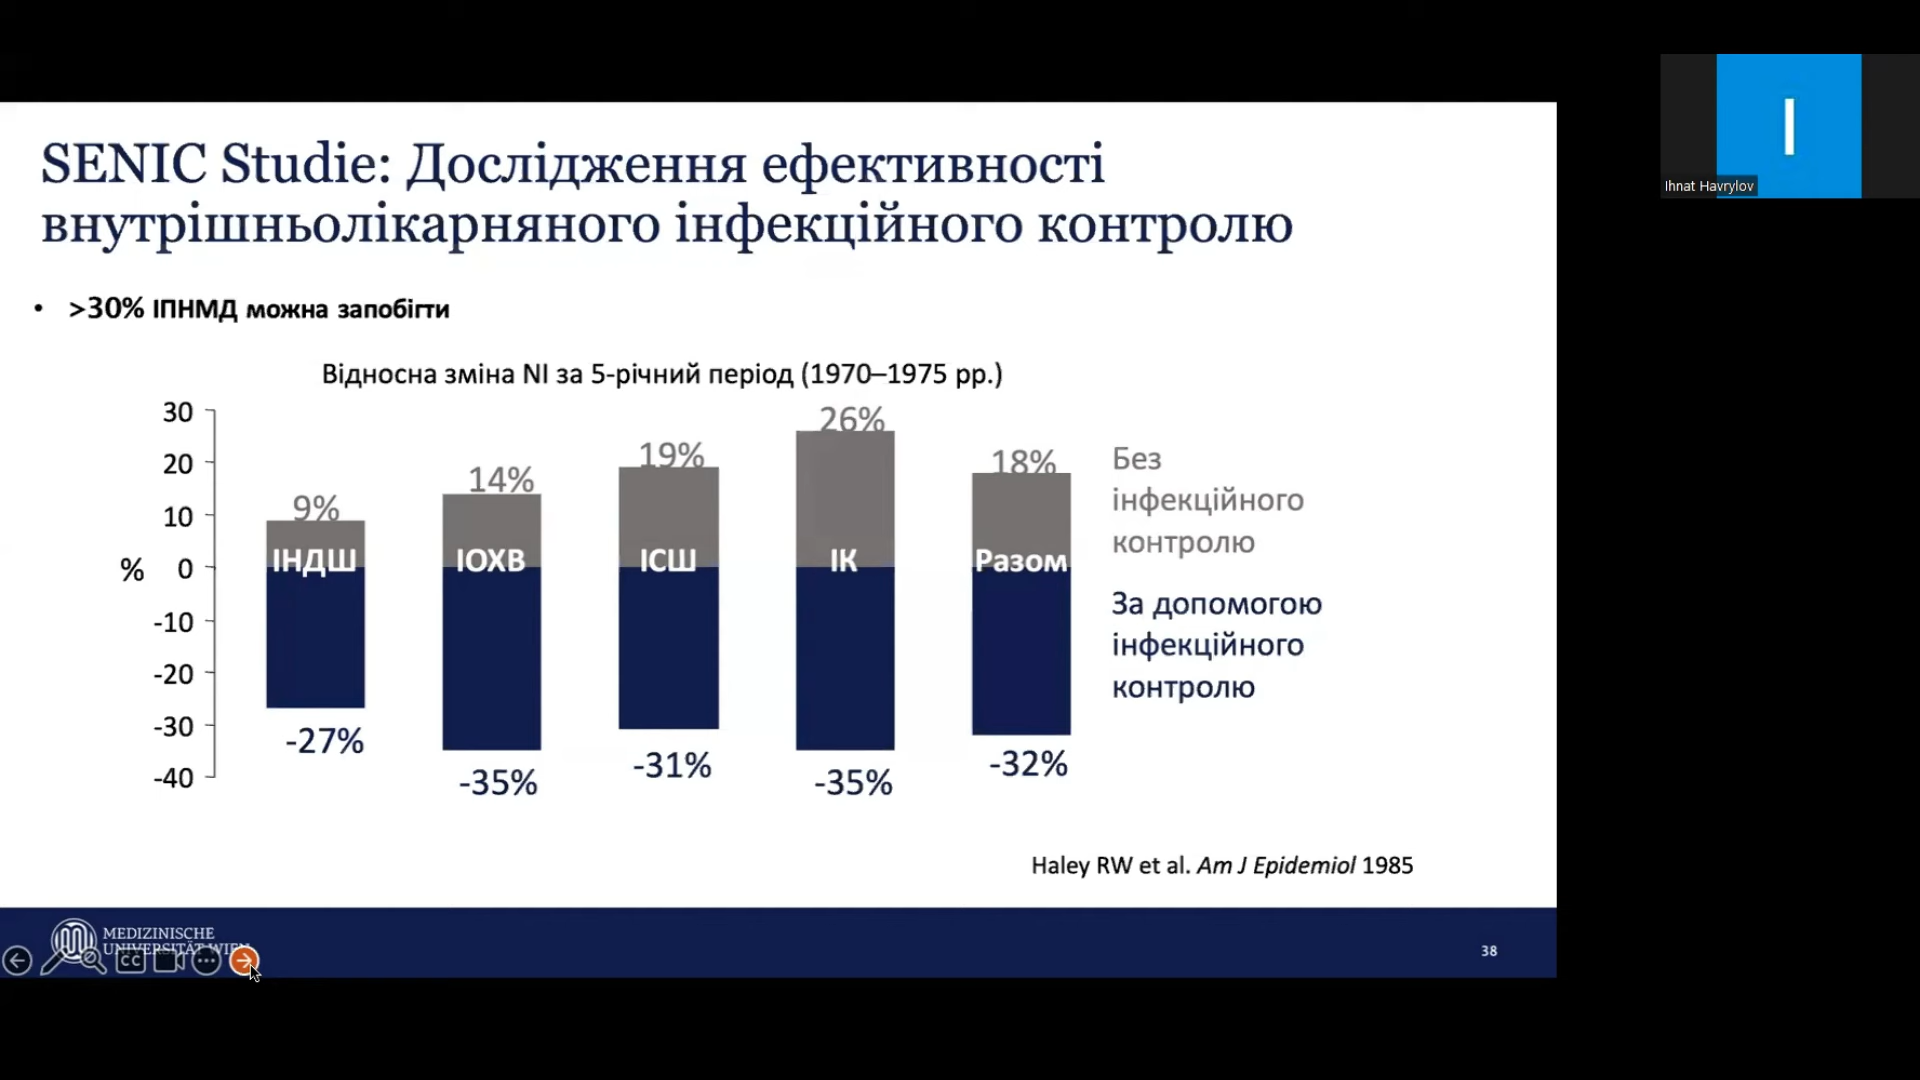 SENIC Studie: Дослідження ефективності
внутрішньолікарняного інфекційного контролю
• >30% ІПНМД можна запобігти
Відносна зміна NI за 5-річний період (1970–1975 рр.)
30
20
10
0
-10
-20
-30
-40
%
9%
14%
19%
26%
18%
ІНДШ
ІОХВ
ІСШ
ІК
Разом
-27%
-35%
-31%
-35%
-32%
Без
інфекційного
контролю
За допомогою
інфекційного
контролю
Haley RW et al. Am J Epidemiol 1985
MEDIZINISCHE
UNIVERSITÄT WIEN
CC
38
I
Ihnat Havrylov